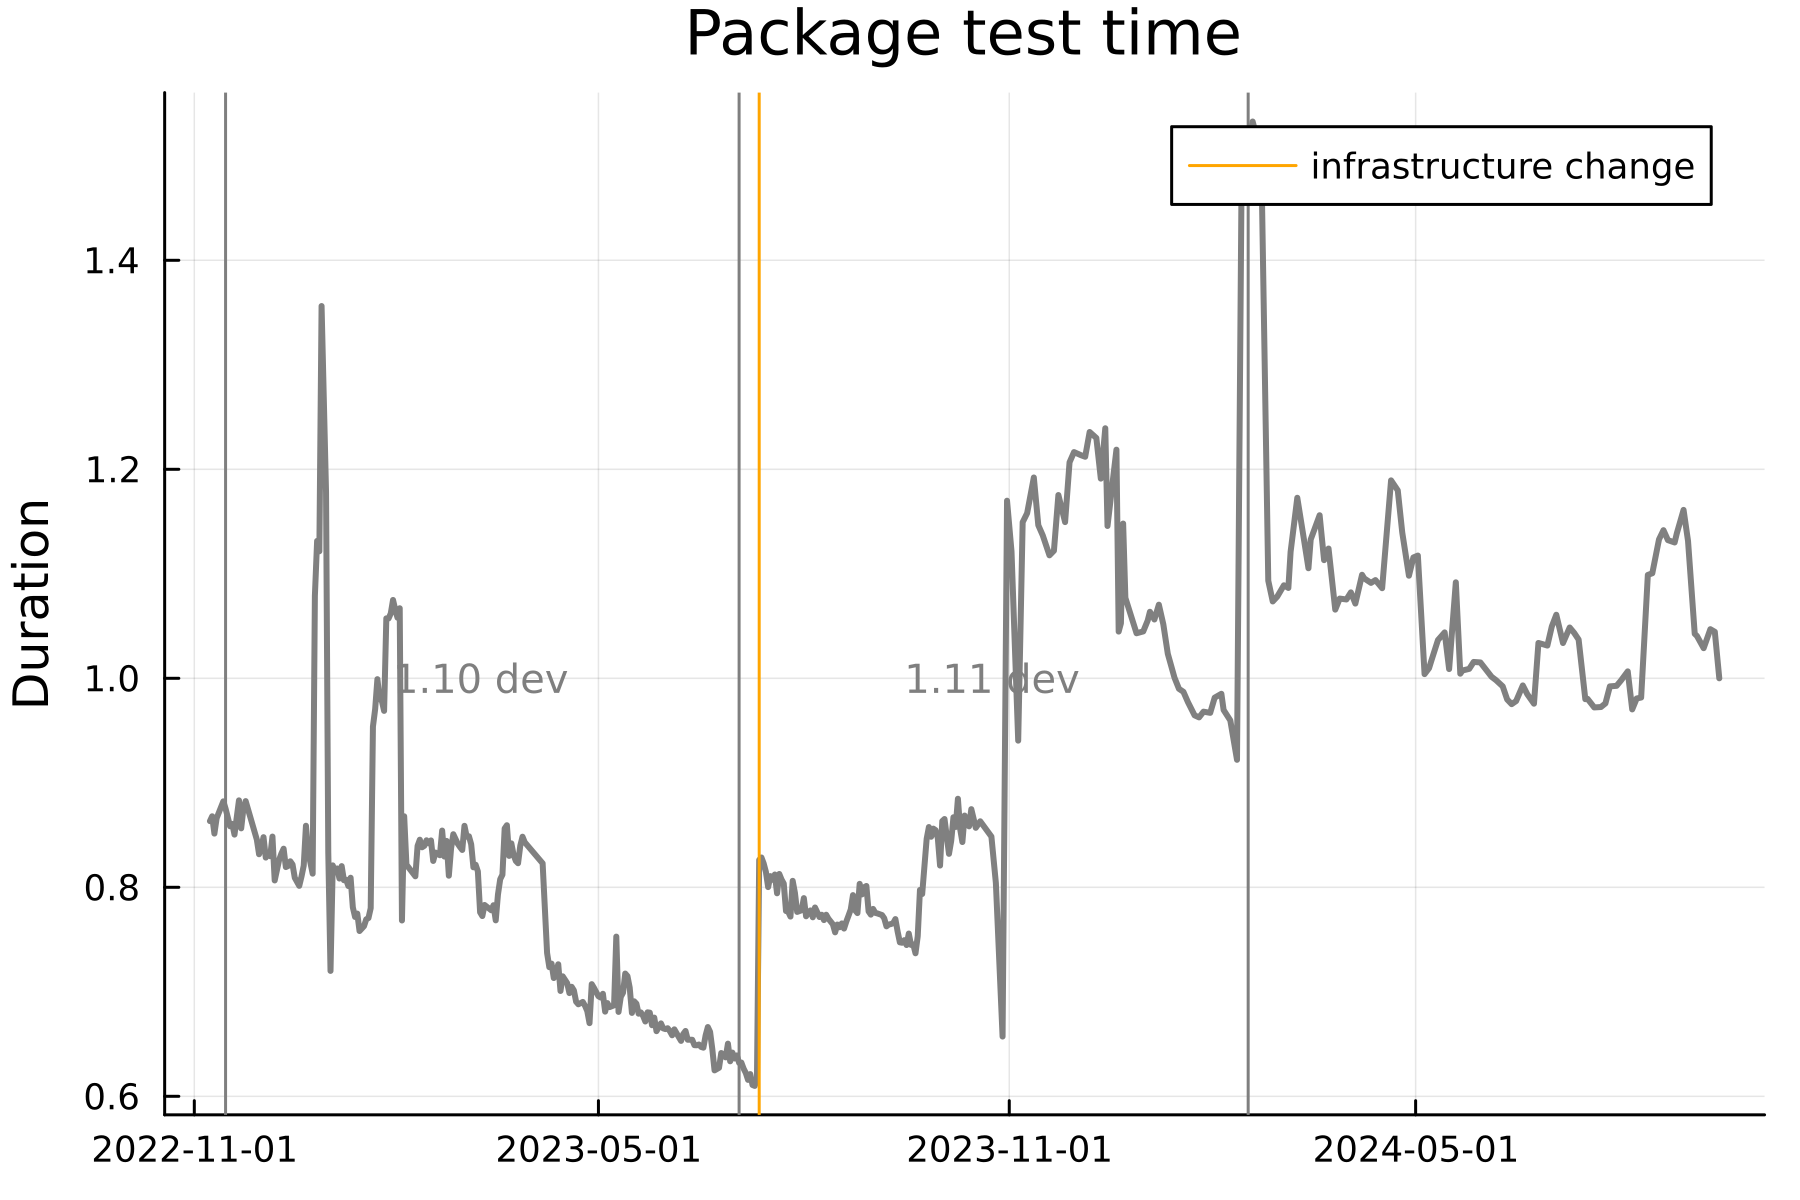 Package test time
infrastructure change
Duration
1.4
1.2
1.0
0.8
0.6
1.10 dev
1.11 dev
2022-11-01
2023-05-01
2023-11-01
2024-05-01